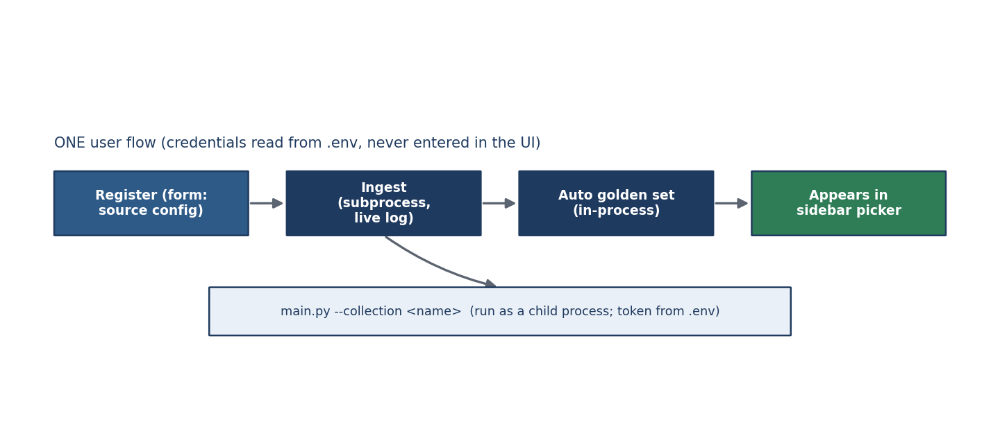 ONE user flow (credentials read from .env, never entered in the UI)
Register (form:
source config)
Ingest
(subprocess,
live log)
Auto golden set
(in-process)
Appears in
sidebar picker
main.py --collection <name>  (run as a child process; token from .env)